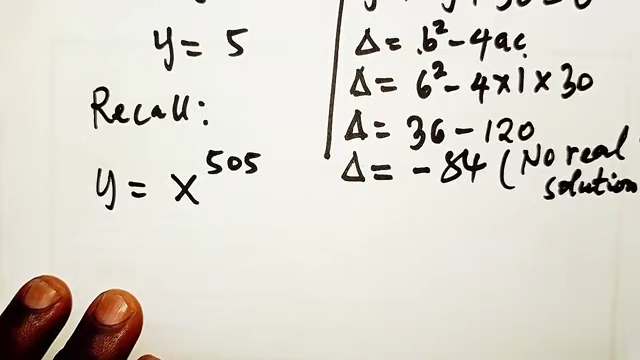 y = 5
Recall:
y = x^505
Δ = b² - 4ac
Δ = 6² - 4 x 1 x 30
Δ = 36 - 120
Δ = -84 (No real
solution